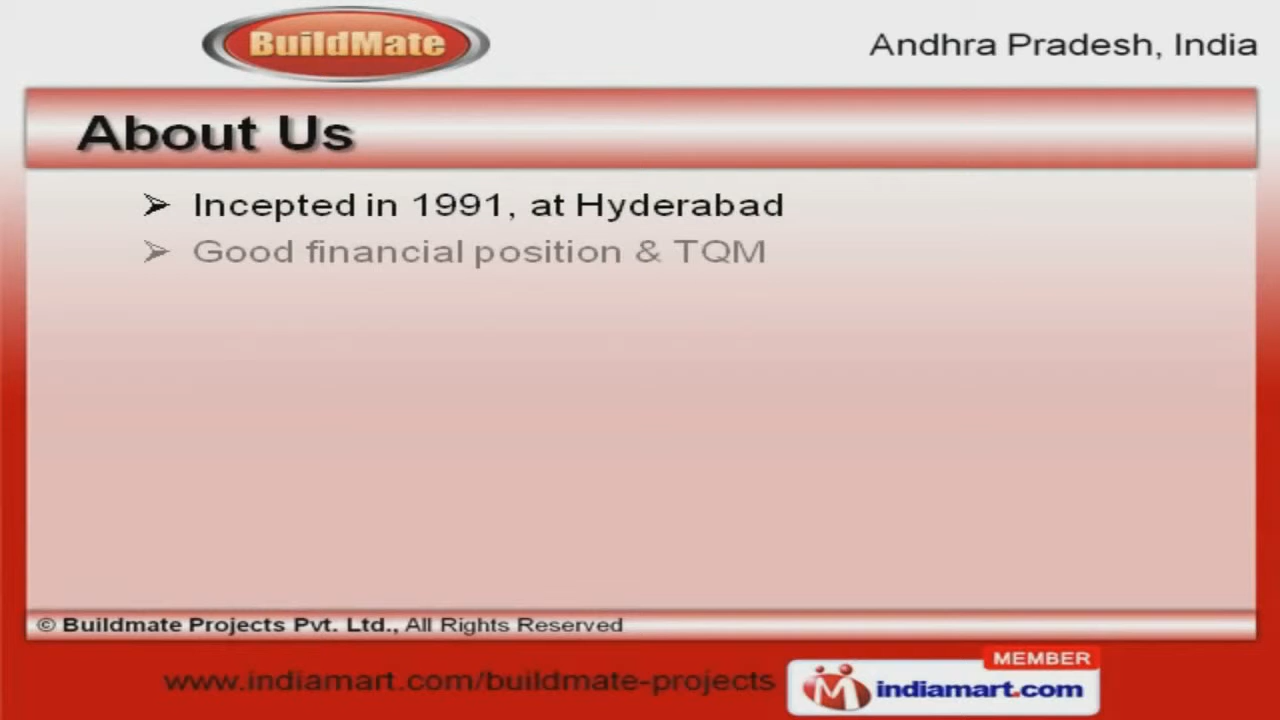 BuildMate
Andhra Pradesh, India
About Us
➢ Incepted in 1991, at Hyderabad
➢ Good financial position & TQM
© Buildmate Projects Pvt. Ltd., All Rights Reserved
MEMBER
www.indiamart.com/buildmate-projects
indiamart.com